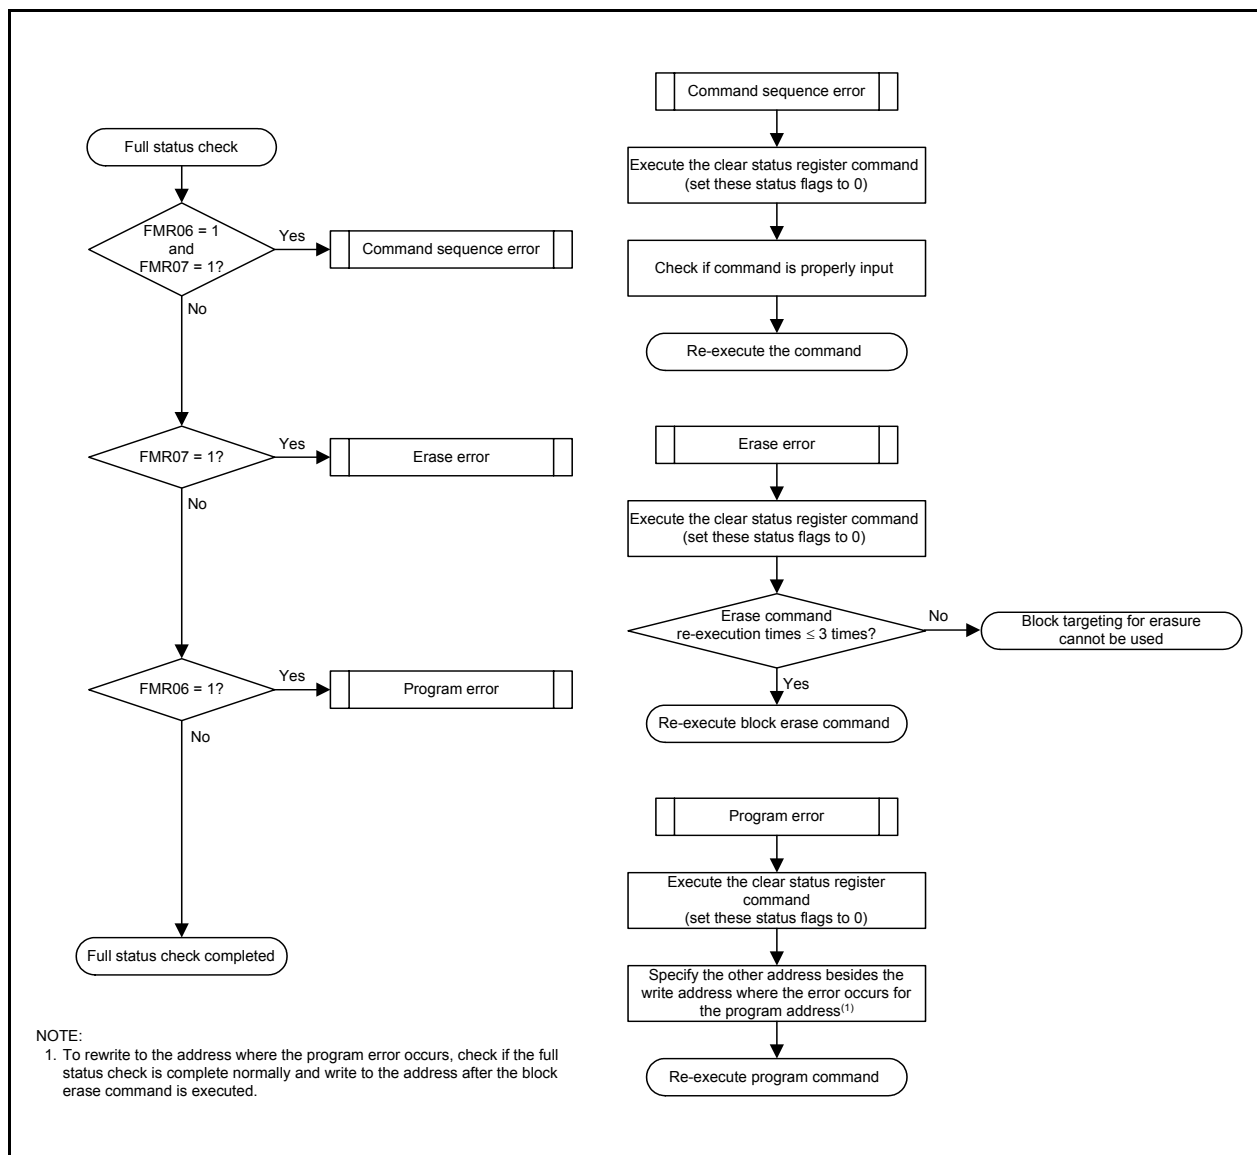 Full status check
FMR06 = 1
and
FMR07 = 1?
Yes
Command sequence error
No
FMR07 = 1?
Yes
Erase error
No
FMR06 = 1?
Yes
Program error
No
Full status check completed
Command sequence error
Execute the clear status register command
(set these status flags to 0)
Check if command is properly input
Re-execute the command
Erase error
Execute the clear status register command
(set these status flags to 0)
Erase command
re-execution times ≤ 3 times?
No
Block targeting for erasure
cannot be used
Yes
Re-execute block erase command
Program error
Execute the clear status register
command
(set these status flags to 0)
Specify the other address besides the
write address where the error occurs for
the program address(1)
Re-execute program command
NOTE:
1. To rewrite to the address where the program error occurs, check if the full
status check is complete normally and write to the address after the block
erase command is executed.